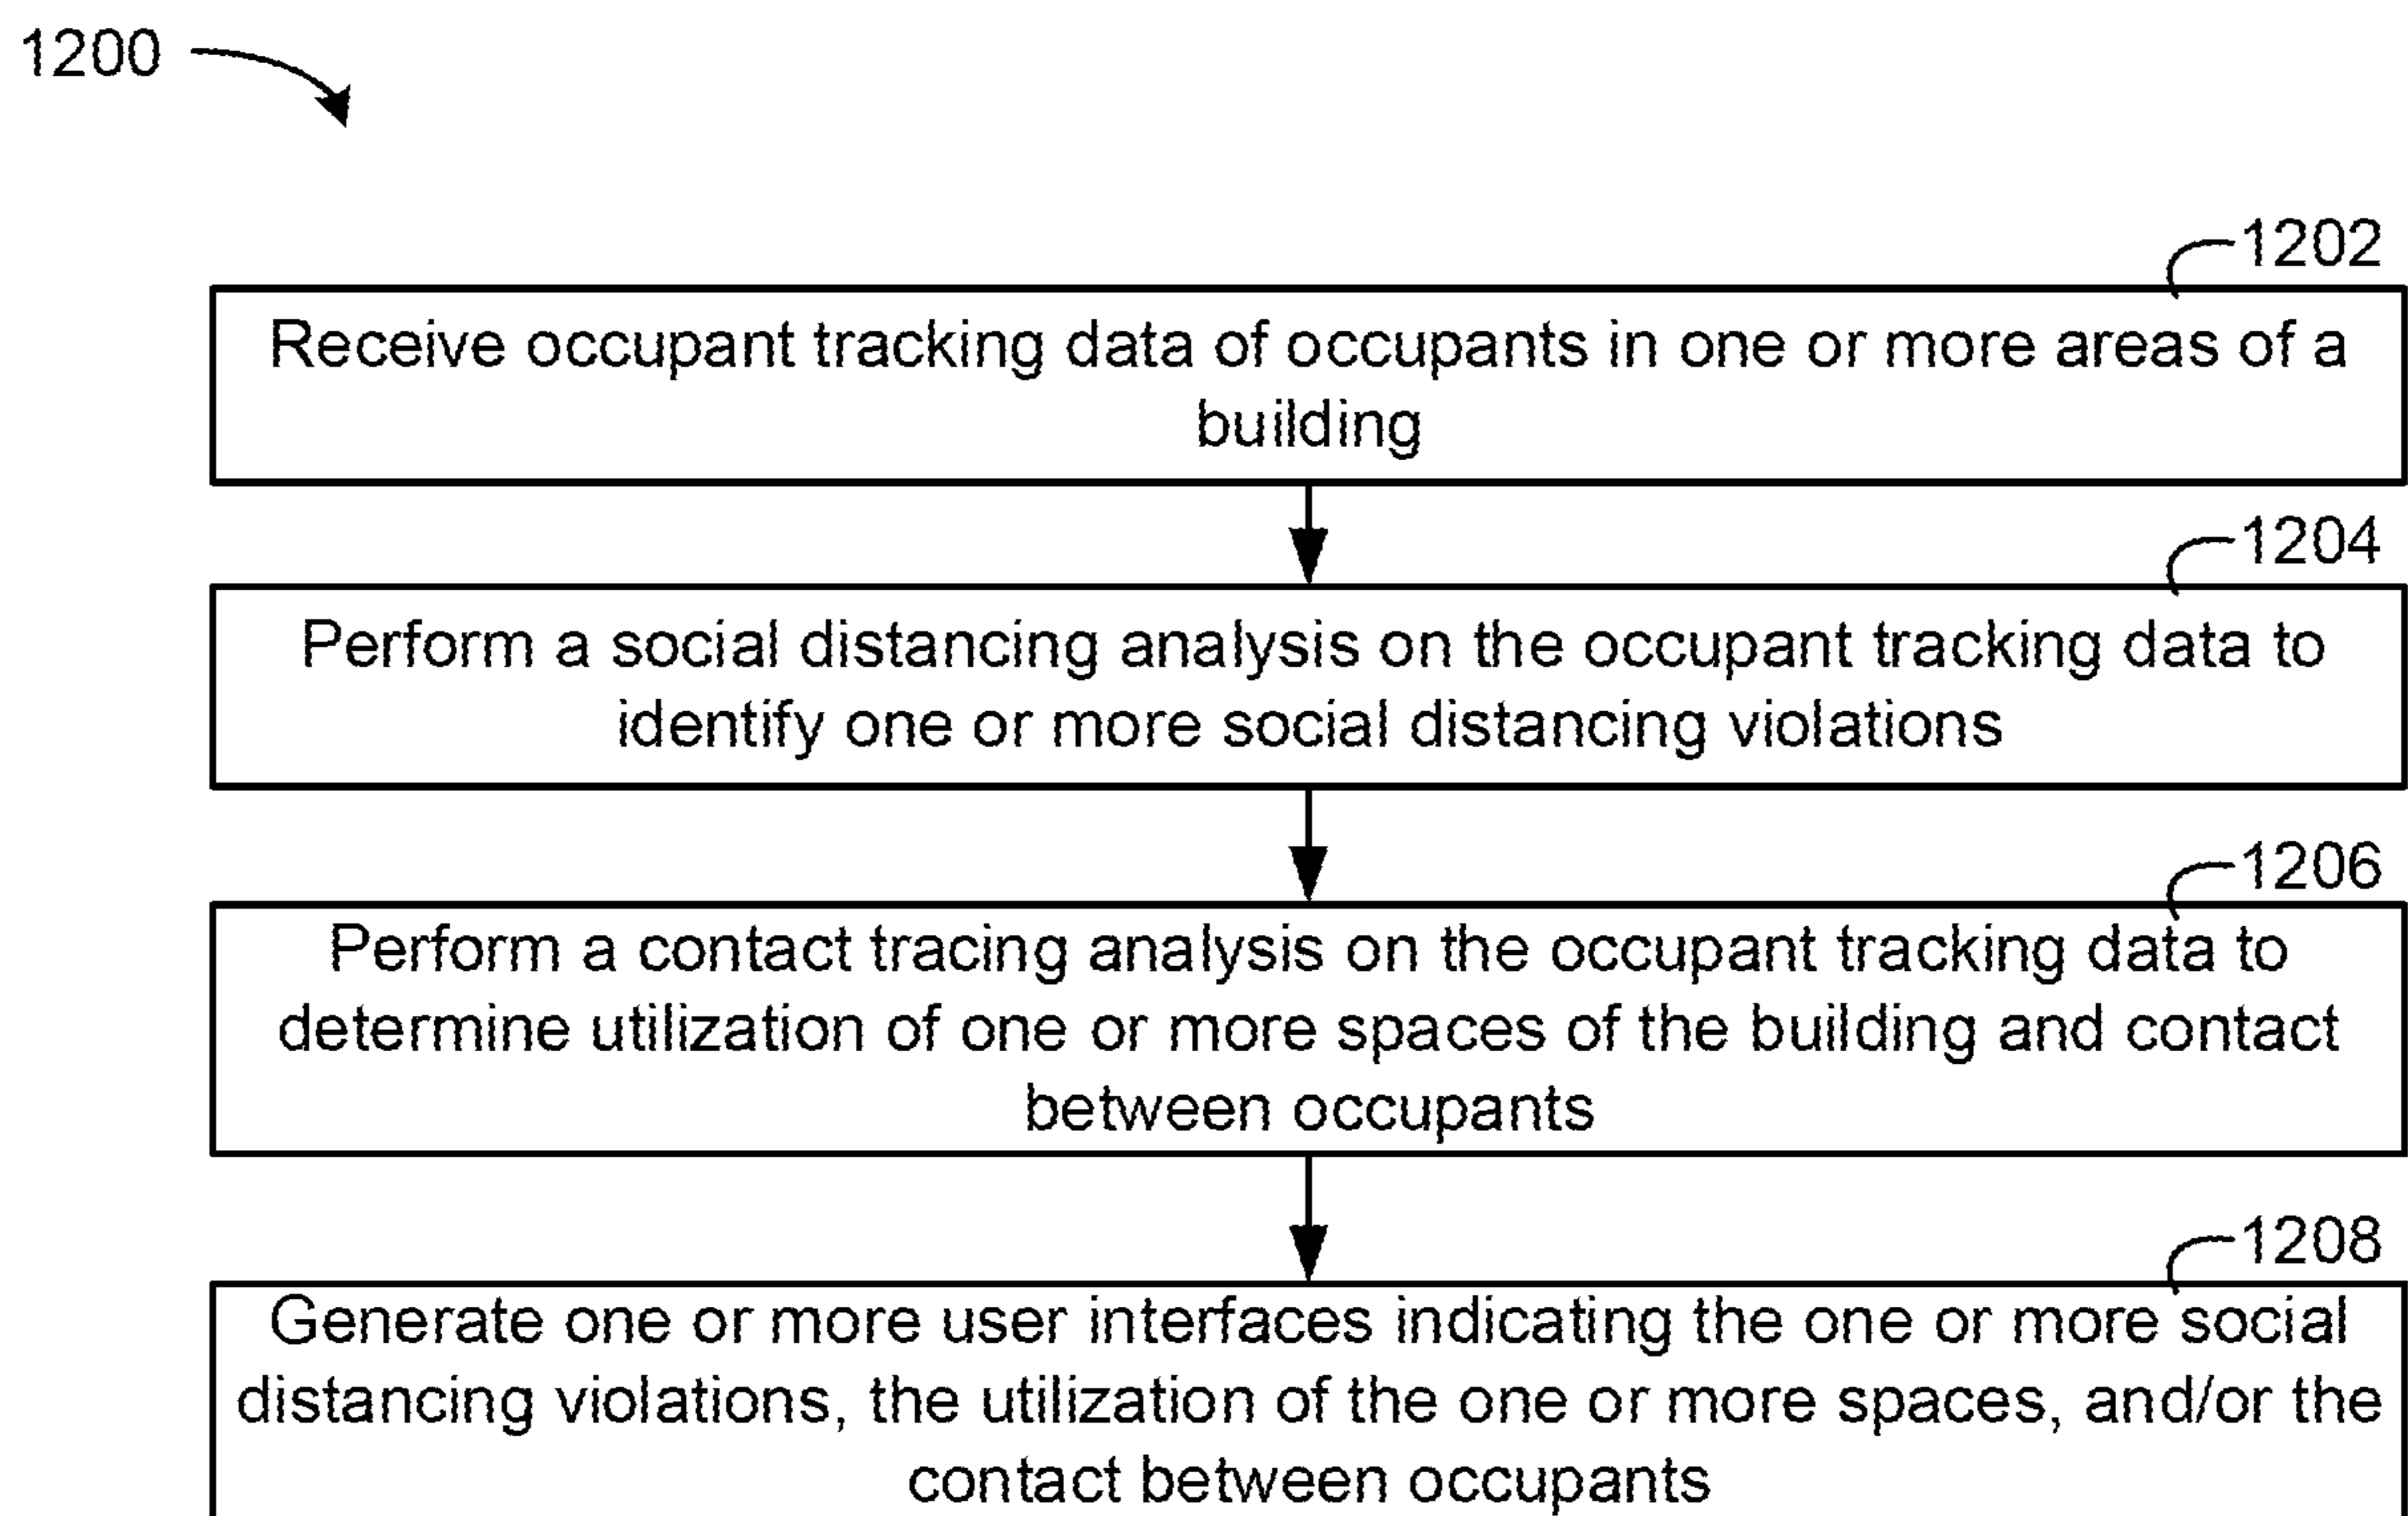 1200
1202
Receive occupant tracking data of occupants in one or more areas of a
building
1204
Perform a social distancing analysis on the occupant tracking data to
identify one or more social distancing violations
1206
Perform a contact tracing analysis on the occupant tracking data to
determine utilization of one or more spaces of the building and contact
between occupants
1208
Generate one or more user interfaces indicating the one or more social
distancing violations, the utilization of the one or more spaces, and/or the
contact between occupants